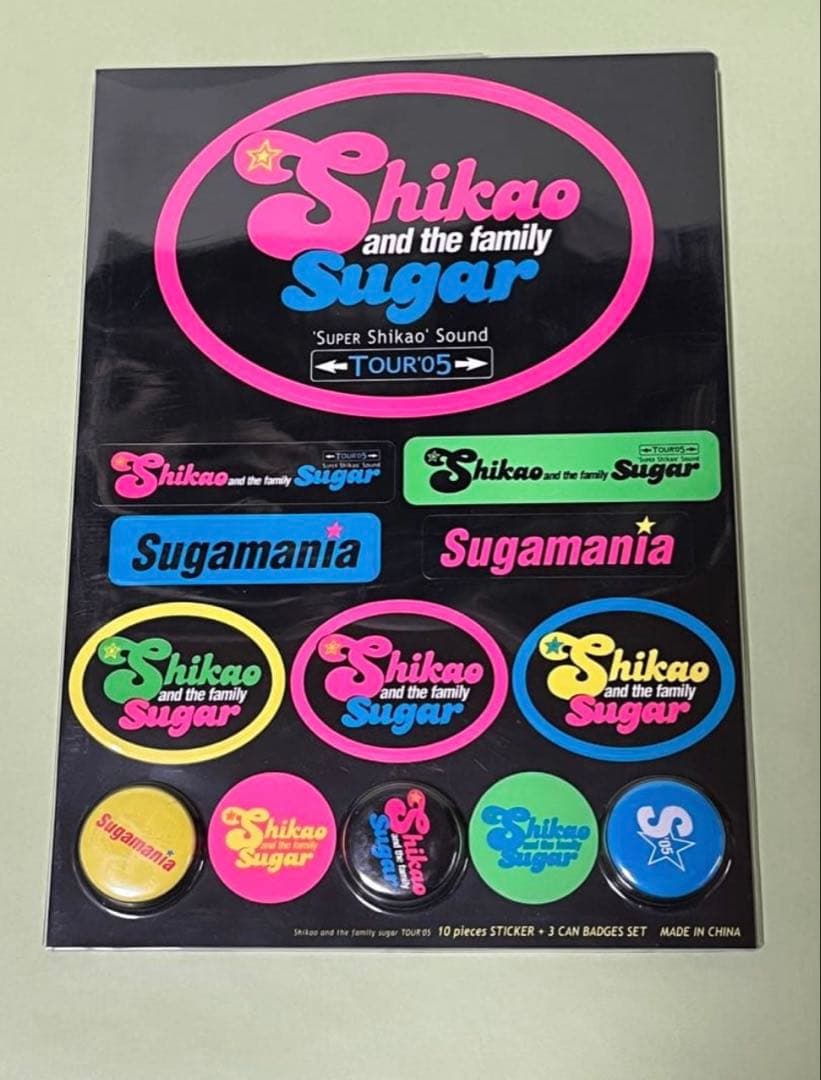 Shikao
and the family
Sugar
'SUPER Shikao' Sound
TOUR'05
Shikao and the family Sugar
TOUR'05
'SUPER Shikao' Sound
Shikao and the family Sugar
TOUR'05
'SUPER Shikao' Sound
Sugamania
Sugamania
Shikao
and the family
Sugar
Shikao
and the family
Sugar
Shikao
and the family
Sugar
Sugamania
Shikao
and the family
Sugar
Shikao
and the family
Sugar
Shikao
and the family
Sugar
S'05
Shikao and the family sugar TOUR'05 10 pieces STICKER + 3 CAN BADGES SET MADE IN CHINA